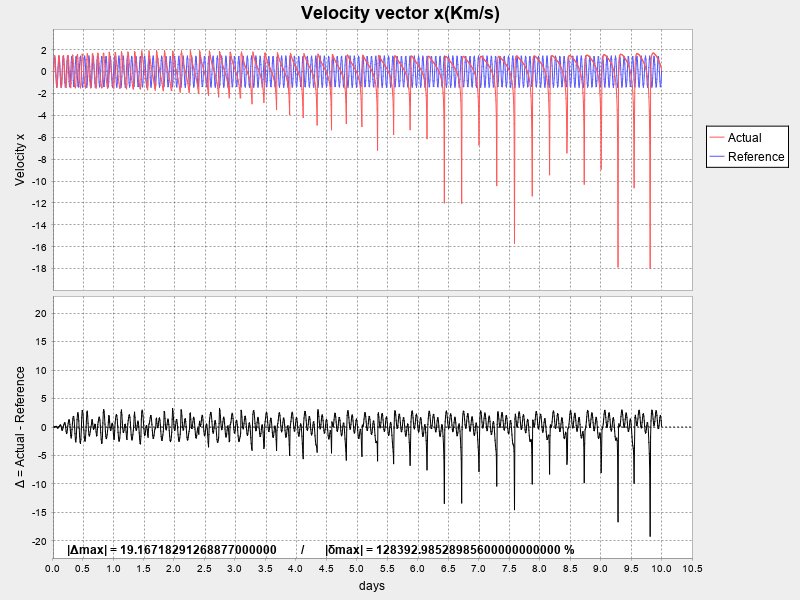 Velocity vector x(Km/s)
Velocity x
2
0
-2
-4
-6
-8
-10
-12
-14
-16
-18
Actual
Reference
Δ = Actual - Reference
20
15
10
5
0
-5
-10
-15
-20
|Δmax| = 19.16718291268877000000 / |δmax| = 128392.98528985600000000000 %
0.0 0.5 1.0 1.5 2.0 2.5 3.0 3.5 4.0 4.5 5.0 5.5 6.0 6.5 7.0 7.5 8.0 8.5 9.0 9.5 10.0 10.5
days